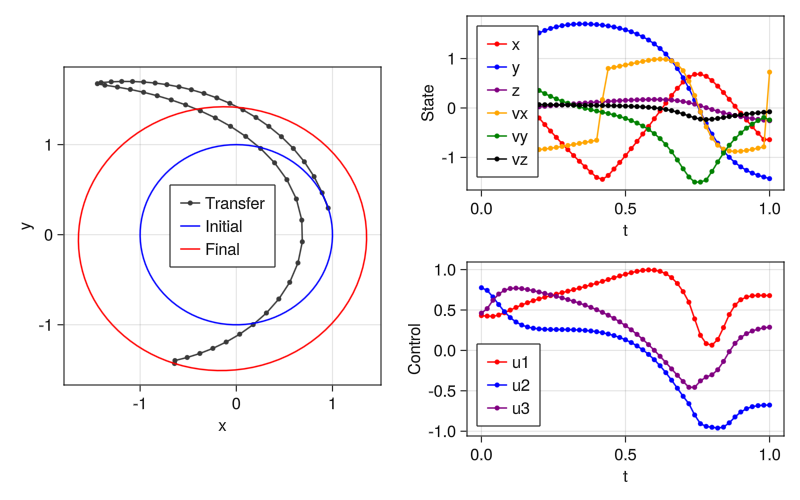 1
0
-1
y
-1
0
1
x
Transfer
Initial
Final
1
0
-1
State
x
y
z
vx
vy
vz
0.0
0.5
1.0
t
1.0
0.5
0.0
-0.5
-1.0
Control
u1
u2
u3
0.0
0.5
1.0
t